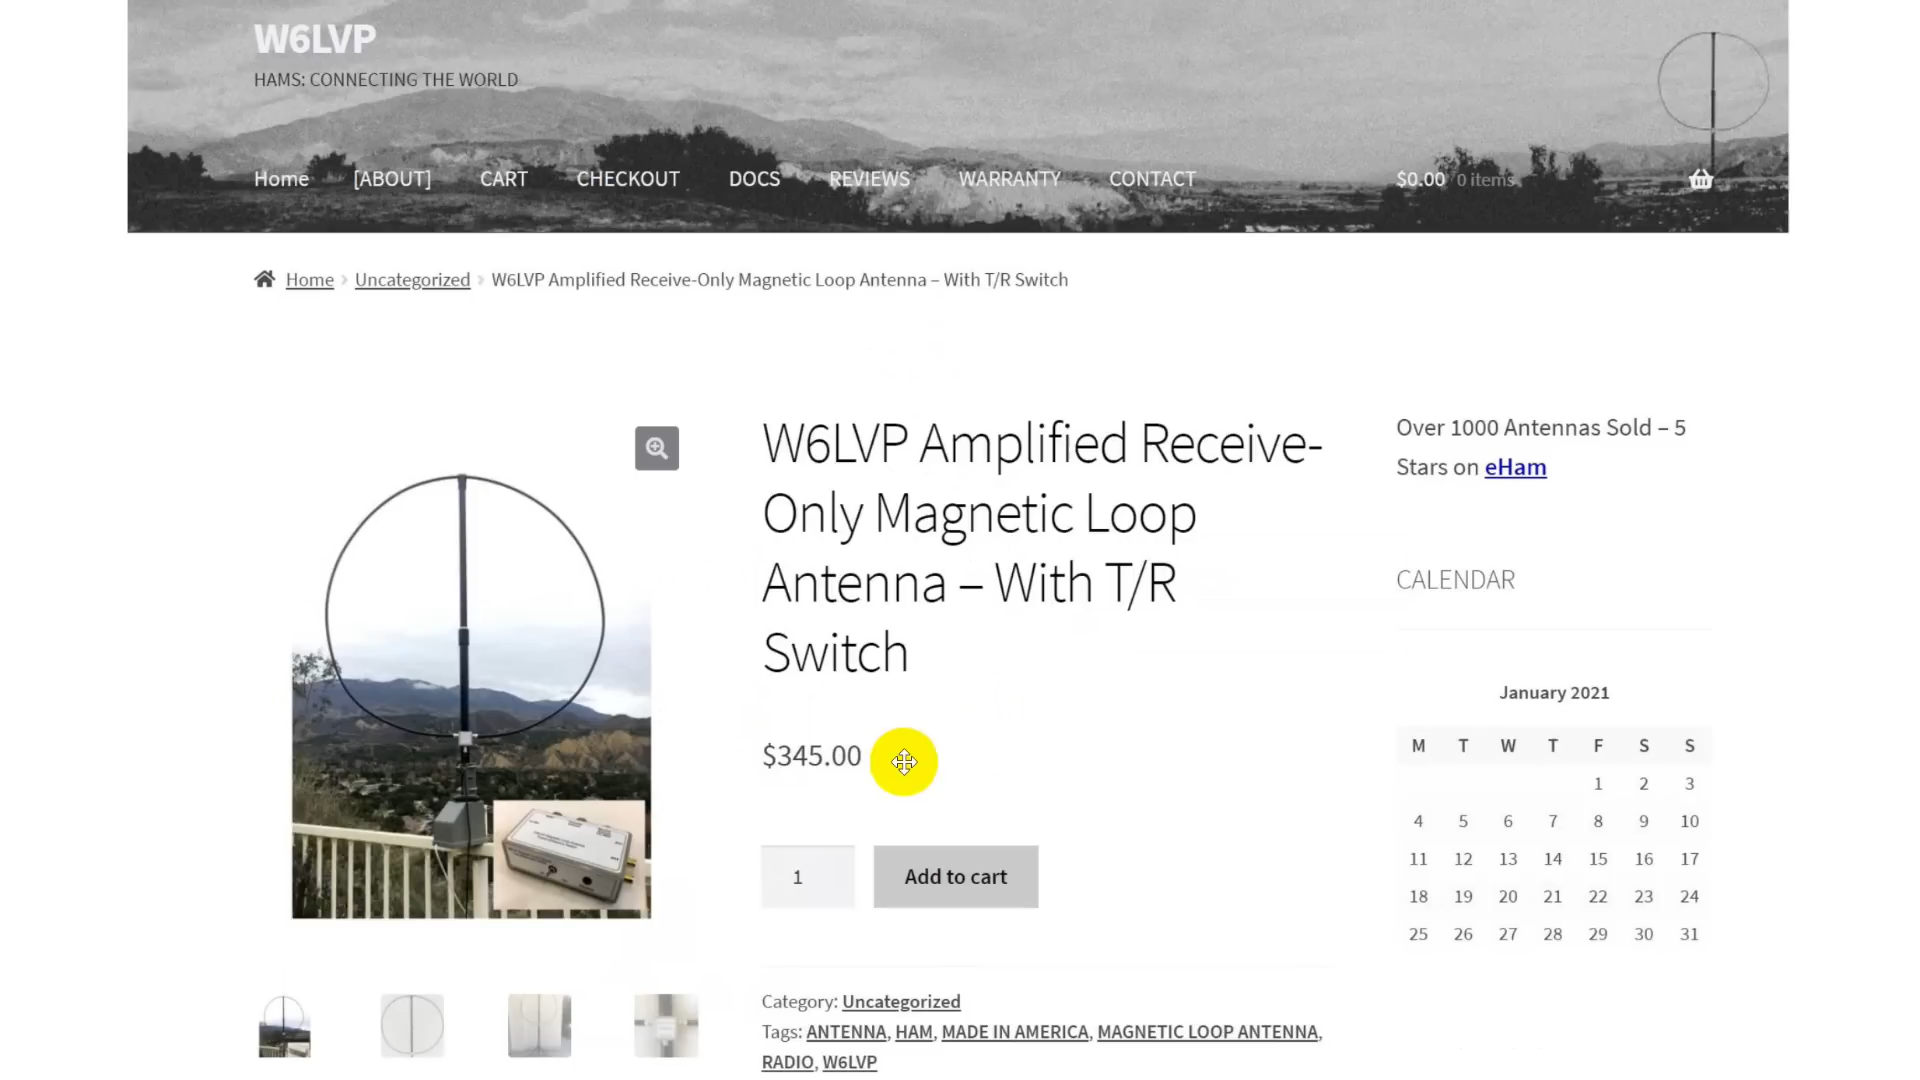 W6LVP
HAMS: CONNECTING THE WORLD
Home [ABOUT] CART CHECKOUT DOCS REVIEWS WARRANTY CONTACT $0.00 0 items
Home Uncategorized W6LVP Amplified Receive-Only Magnetic Loop Antenna – With T/R Switch
W6LVP Amplified Receive-
Only Magnetic Loop
Antenna – With T/R
Switch
$345.00
1 Add to cart
Category: Uncategorized
Tags: ANTENNA, HAM, MADE IN AMERICA, MAGNETIC LOOP ANTENNA,
RADIO, W6LVP
Over 1000 Antennas Sold – 5
Stars on eHam
CALENDAR
January 2021
M T W T F S S
1 2 3
4 5 6 7 8 9 10
11 12 13 14 15 16 17
18 19 20 21 22 23 24
25 26 27 28 29 30 31